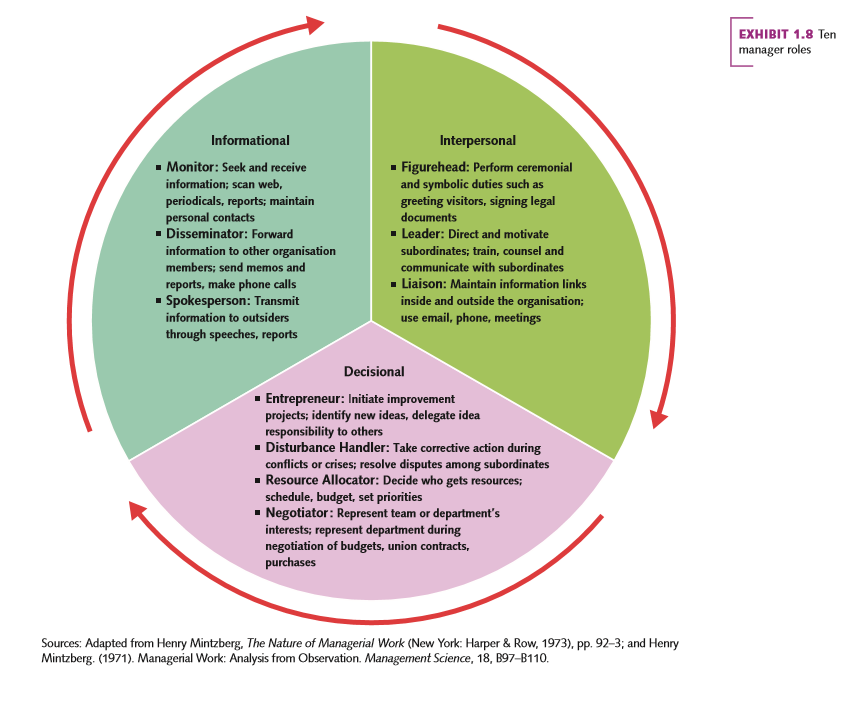 EXHIBIT 1.8 Ten
manager roles
Informational
▪ Monitor: Seek and receive
information; scan web,
periodicals, reports; maintain
personal contacts
▪ Disseminator: Forward
information to other organisation
members; send memos and
reports, make phone calls
▪ Spokesperson: Transmit
information to outsiders
through speeches, reports
Interpersonal
▪ Figurehead: Perform ceremonial
and symbolic duties such as
greeting visitors, signing legal
documents
▪ Leader: Direct and motivate
subordinates; train, counsel and
communicate with subordinates
▪ Liaison: Maintain information links
inside and outside the organisation;
use email, phone, meetings
Decisional
▪ Entrepreneur: Initiate improvement
projects; identify new ideas, delegate idea
responsibility to others
▪ Disturbance Handler: Take corrective action during
conflicts or crises; resolve disputes among subordinates
▪ Resource Allocator: Decide who gets resources;
schedule, budget, set priorities
▪ Negotiator: Represent team or department's
interests; represent department during
negotiation of budgets, union contracts,
purchases
Sources: Adapted from Henry Mintzberg, The Nature of Managerial Work (New York: Harper & Row, 1973), pp. 92–3; and Henry
Mintzberg. (1971). Managerial Work: Analysis from Observation. Management Science, 18, B97–B110.